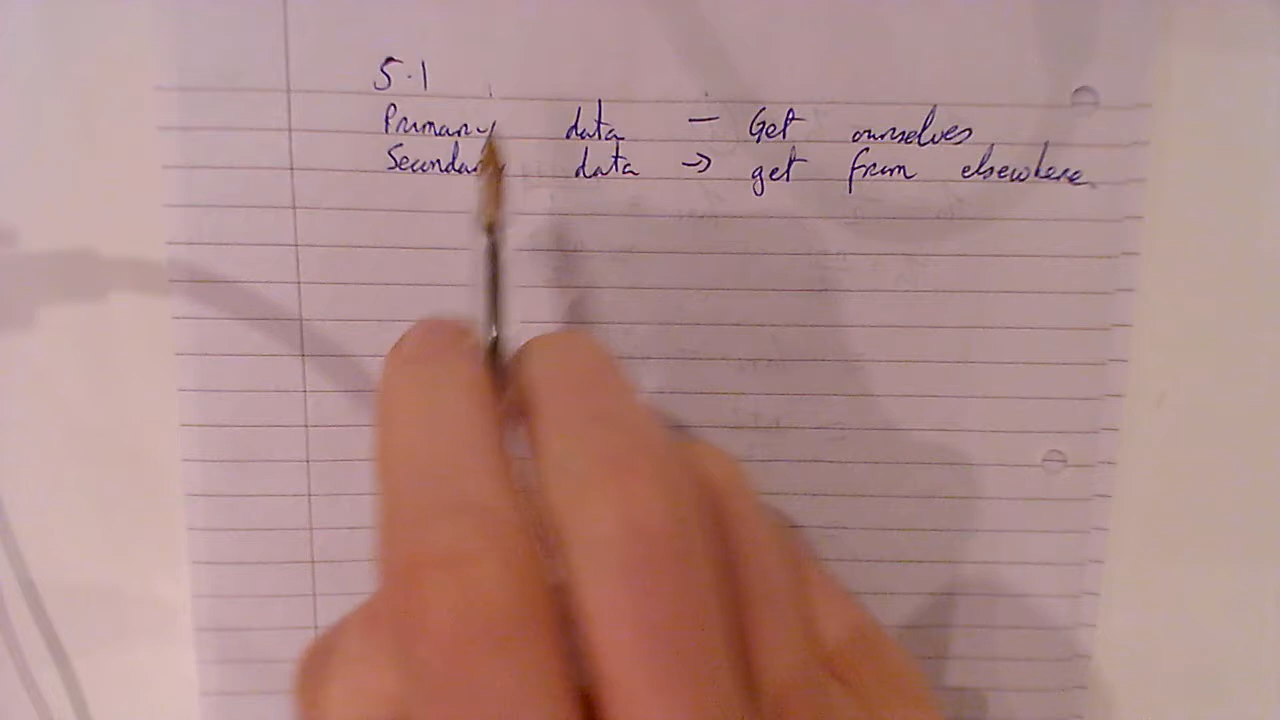 5.1
Primary data - Get ourselves
Secondary data → get from elsewhere.